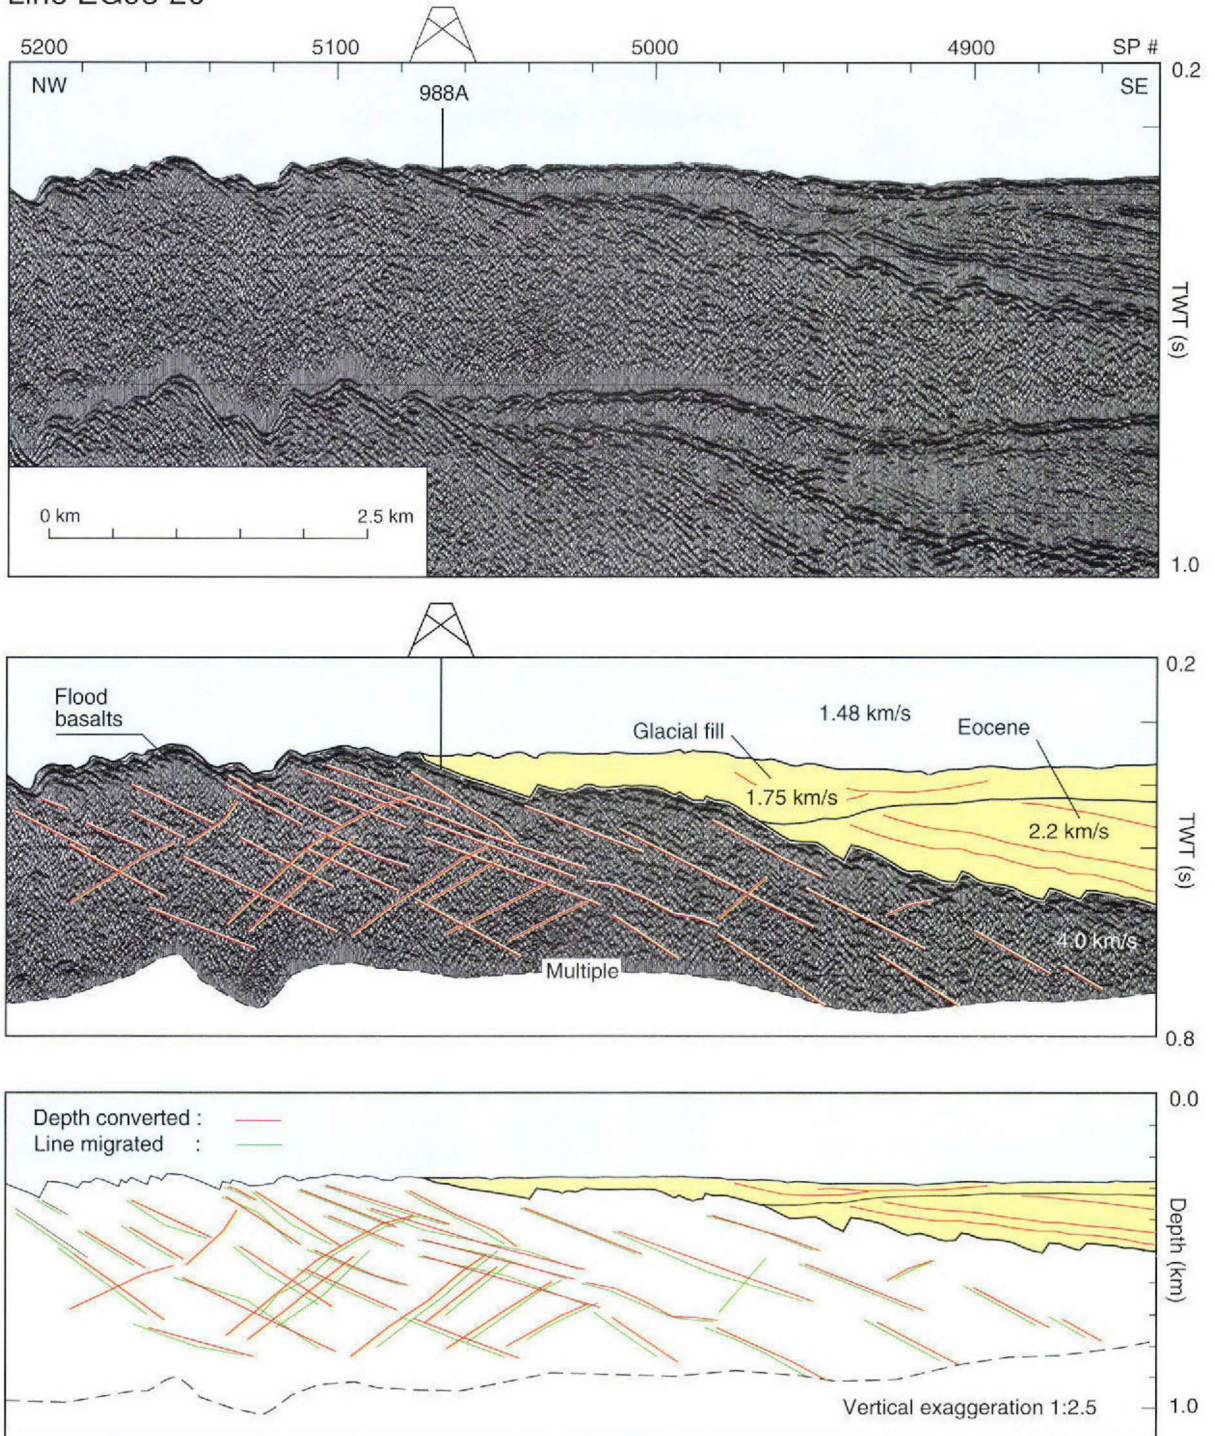 5200 5100 5000 4900 SP #
0.2
NW 988A SE
TWT (s)
0 km 2.5 km
1.0
0.2
Flood
basalts
1.48 km/s
Glacial fill
Eocene
1.75 km/s
2.2 km/s
TWT (s)
4.0 km/s
Multiple
0.8
0.0
Depth converted :
Line migrated :
Depth (km)
Vertical exaggeration 1:2.5
1.0